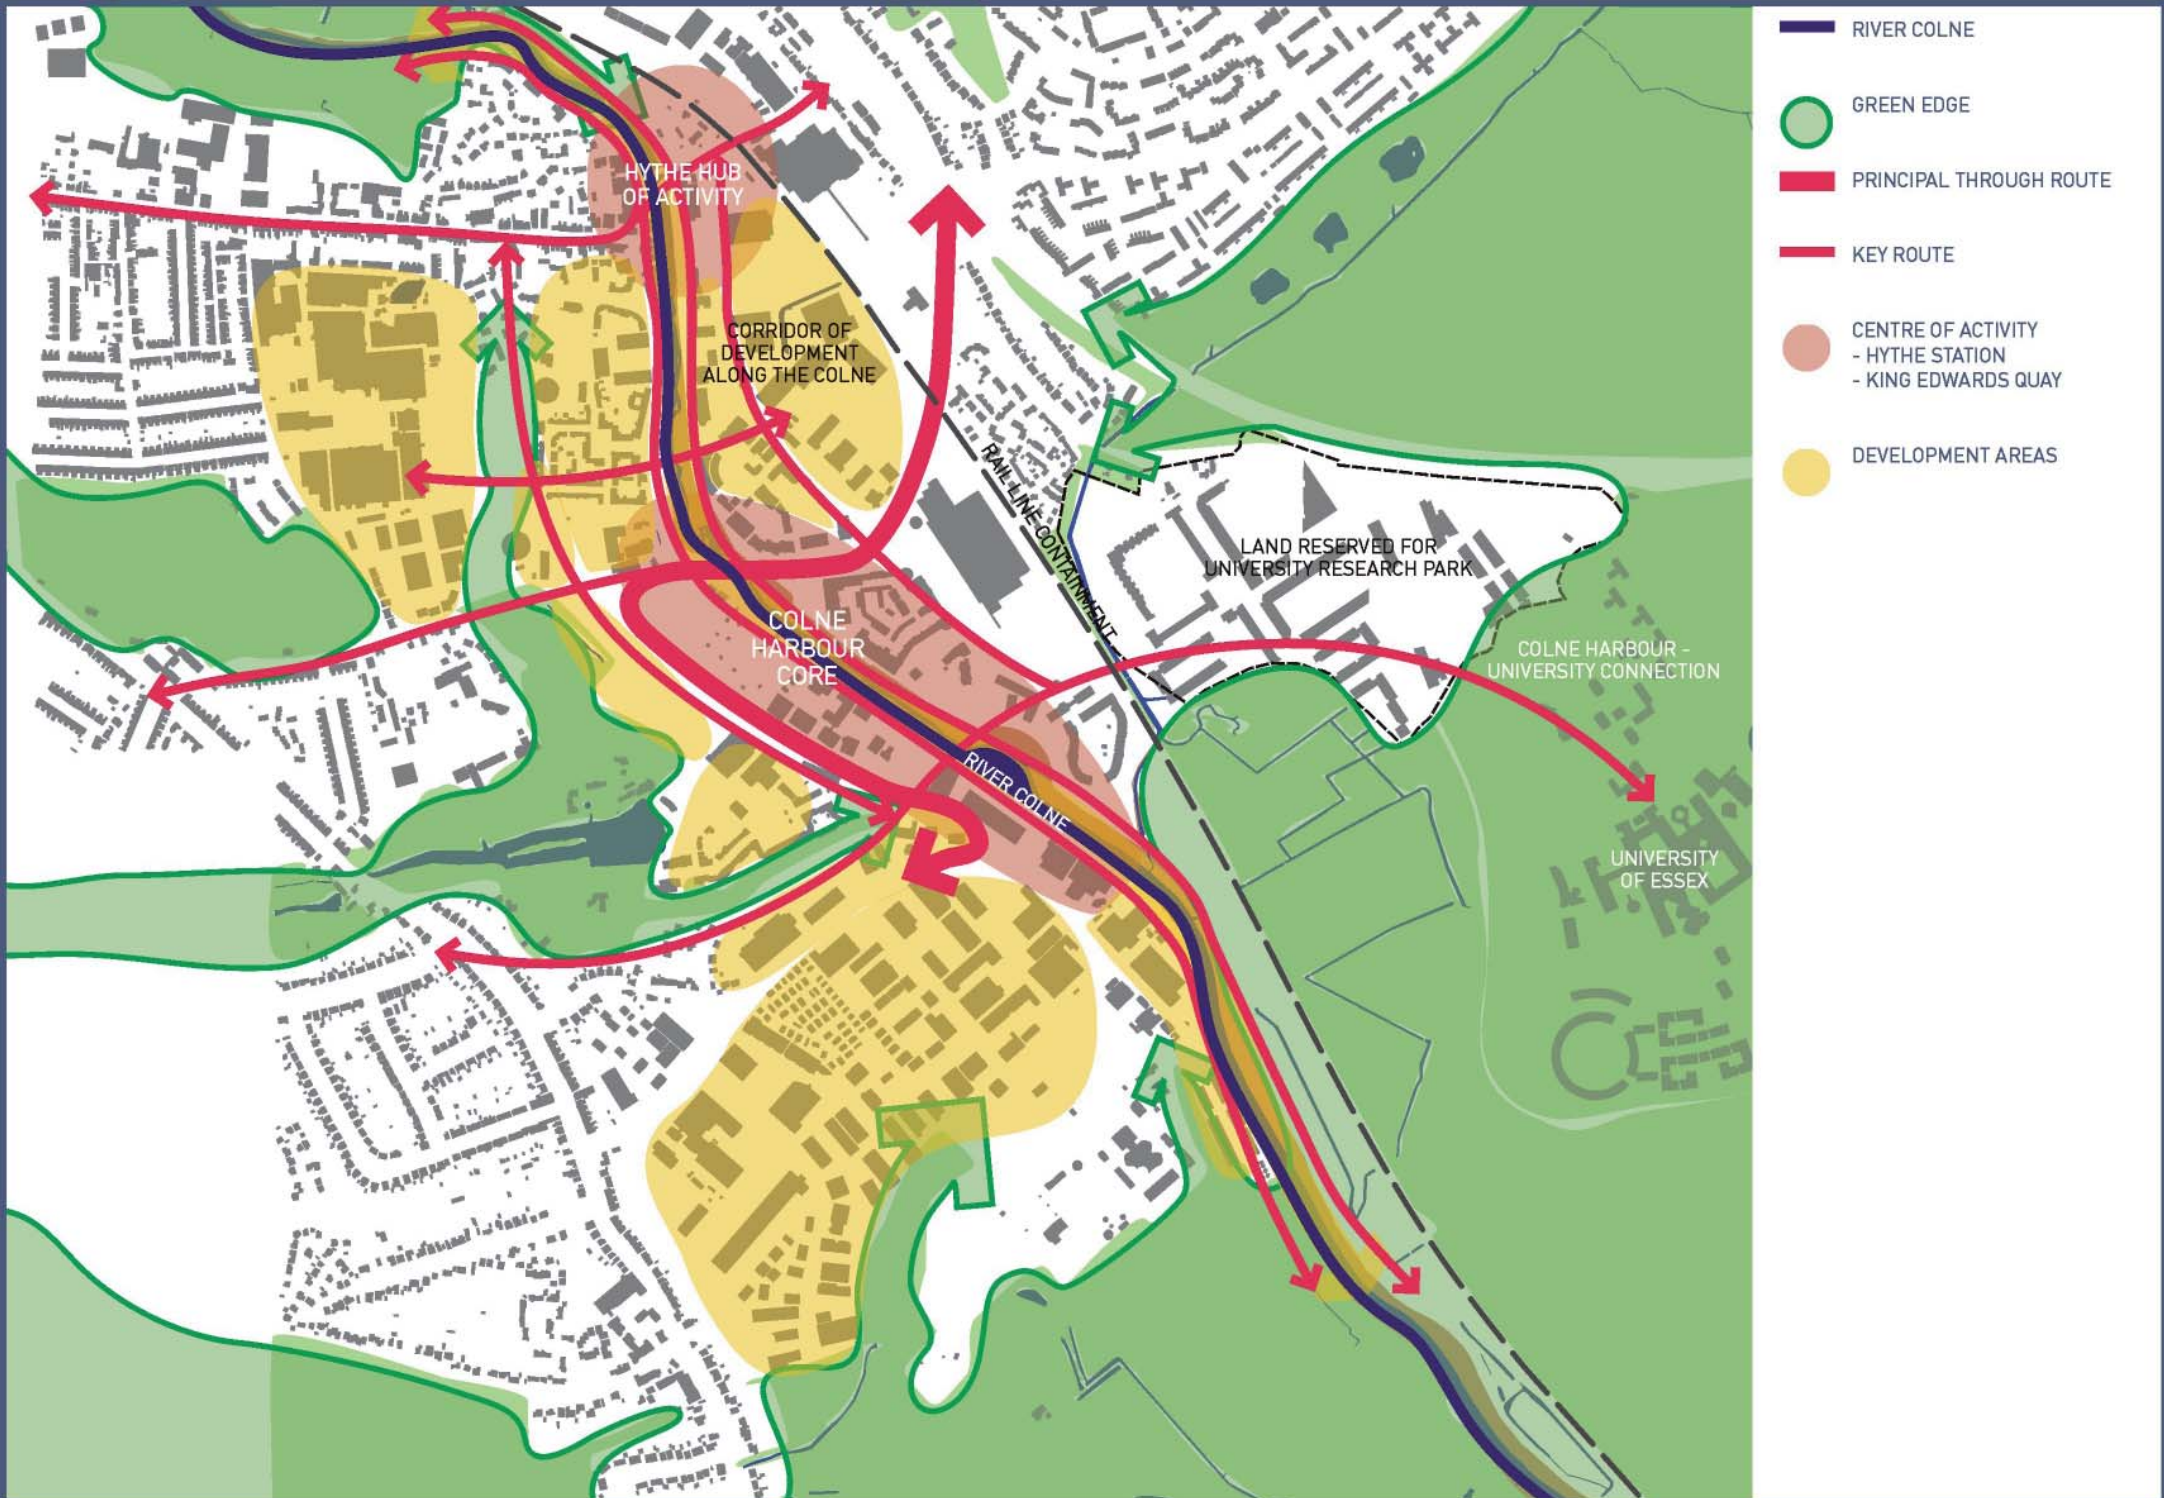 HYTHE HUB
OF ACTIVITY
CORRIDOR OF
DEVELOPMENT
ALONG THE COLNE
RAIL LINE CONTAINMENT
LAND RESERVED FOR
UNIVERSITY RESEARCH PARK
COLNE
HARBOUR
CORE
COLNE HARBOUR -
UNIVERSITY CONNECTION
RIVER COLNE
UNIVERSITY
OF ESSEX
RIVER COLNE
GREEN EDGE
PRINCIPAL THROUGH ROUTE
KEY ROUTE
CENTRE OF ACTIVITY
- HYTHE STATION
- KING EDWARDS QUAY
DEVELOPMENT AREAS